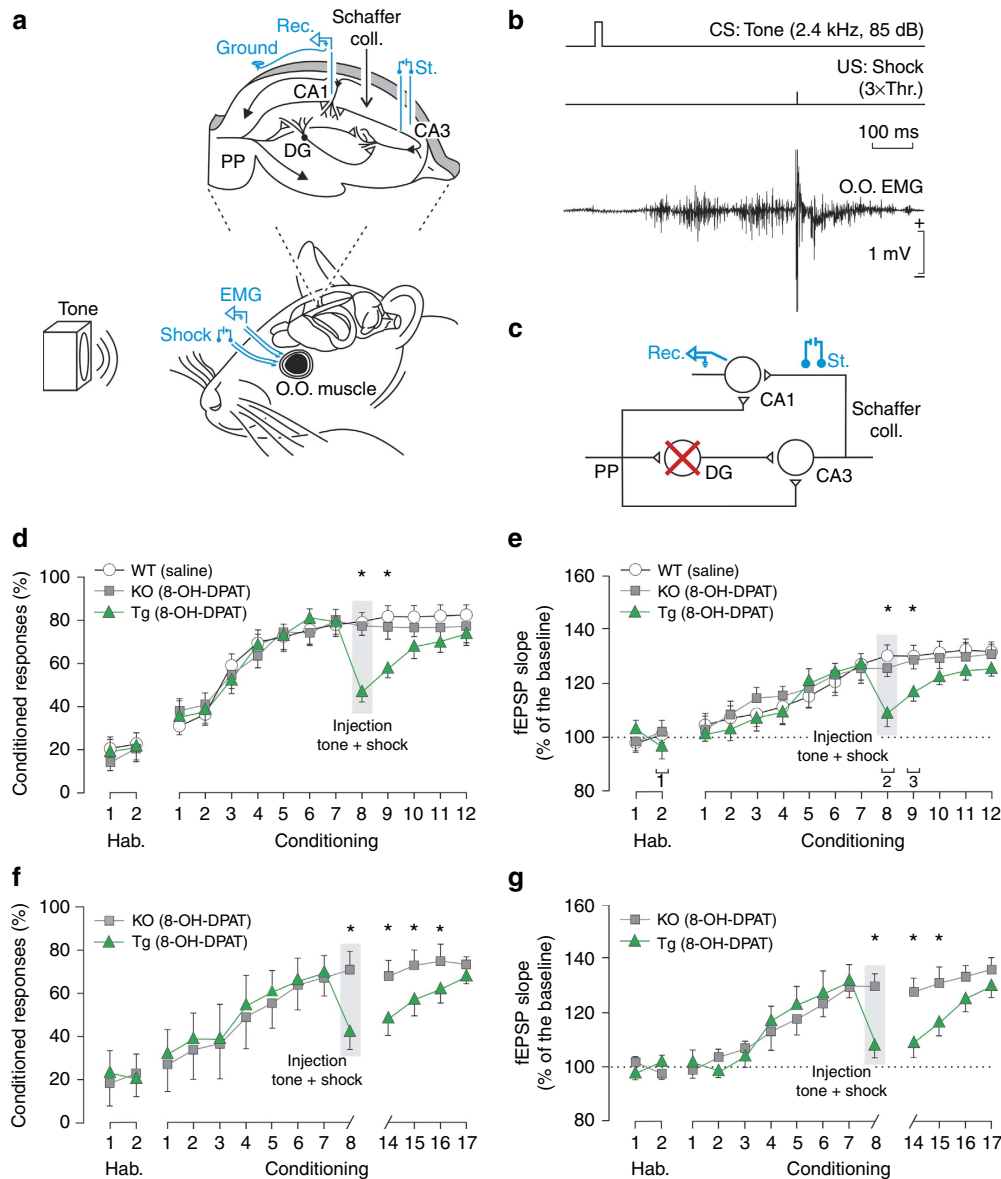 a
Schaffer
coll.
Rec.
Ground
St.
CA1
CA3
DG
PP
Tone
EMG
Shock
O.O. muscle
b
CS: Tone (2.4 kHz, 85 dB)
US: Shock
(3×Thr.)
100 ms
O.O. EMG
+
1 mV
−
c
Rec.
St.
CA1
Schaffer
coll.
PP
DG
CA3
d
WT (saline)
KO (8-OH-DPAT)
Tg (8-OH-DPAT)
Conditioned responses (%)
100
80
60
40
20
0
* *
Injection
tone + shock
1 2 1 2 3 4 5 6 7 8 9 10 11 12
Hab. Conditioning
e
WT (saline)
KO (8-OH-DPAT)
Tg (8-OH-DPAT)
fEPSP slope
(% of the baseline)
160
140
120
100
80
* *
Injection
tone + shock
1 2 3
1 2 1 2 3 4 5 6 7 8 9 10 11 12
Hab. Conditioning
f
KO (8-OH-DPAT)
Tg (8-OH-DPAT)
Conditioned responses (%)
100
80
60
40
20
0
* * * *
Injection
tone + shock
1 2 1 2 3 4 5 6 7 8 14 15 16 17
Hab. Conditioning
g
KO (8-OH-DPAT)
Tg (8-OH-DPAT)
fEPSP slope
(% of the baseline)
160
140
120
100
80
* * *
Injection
tone + shock
1 2 1 2 3 4 5 6 7 8 14 15 16 17
Hab. Conditioning